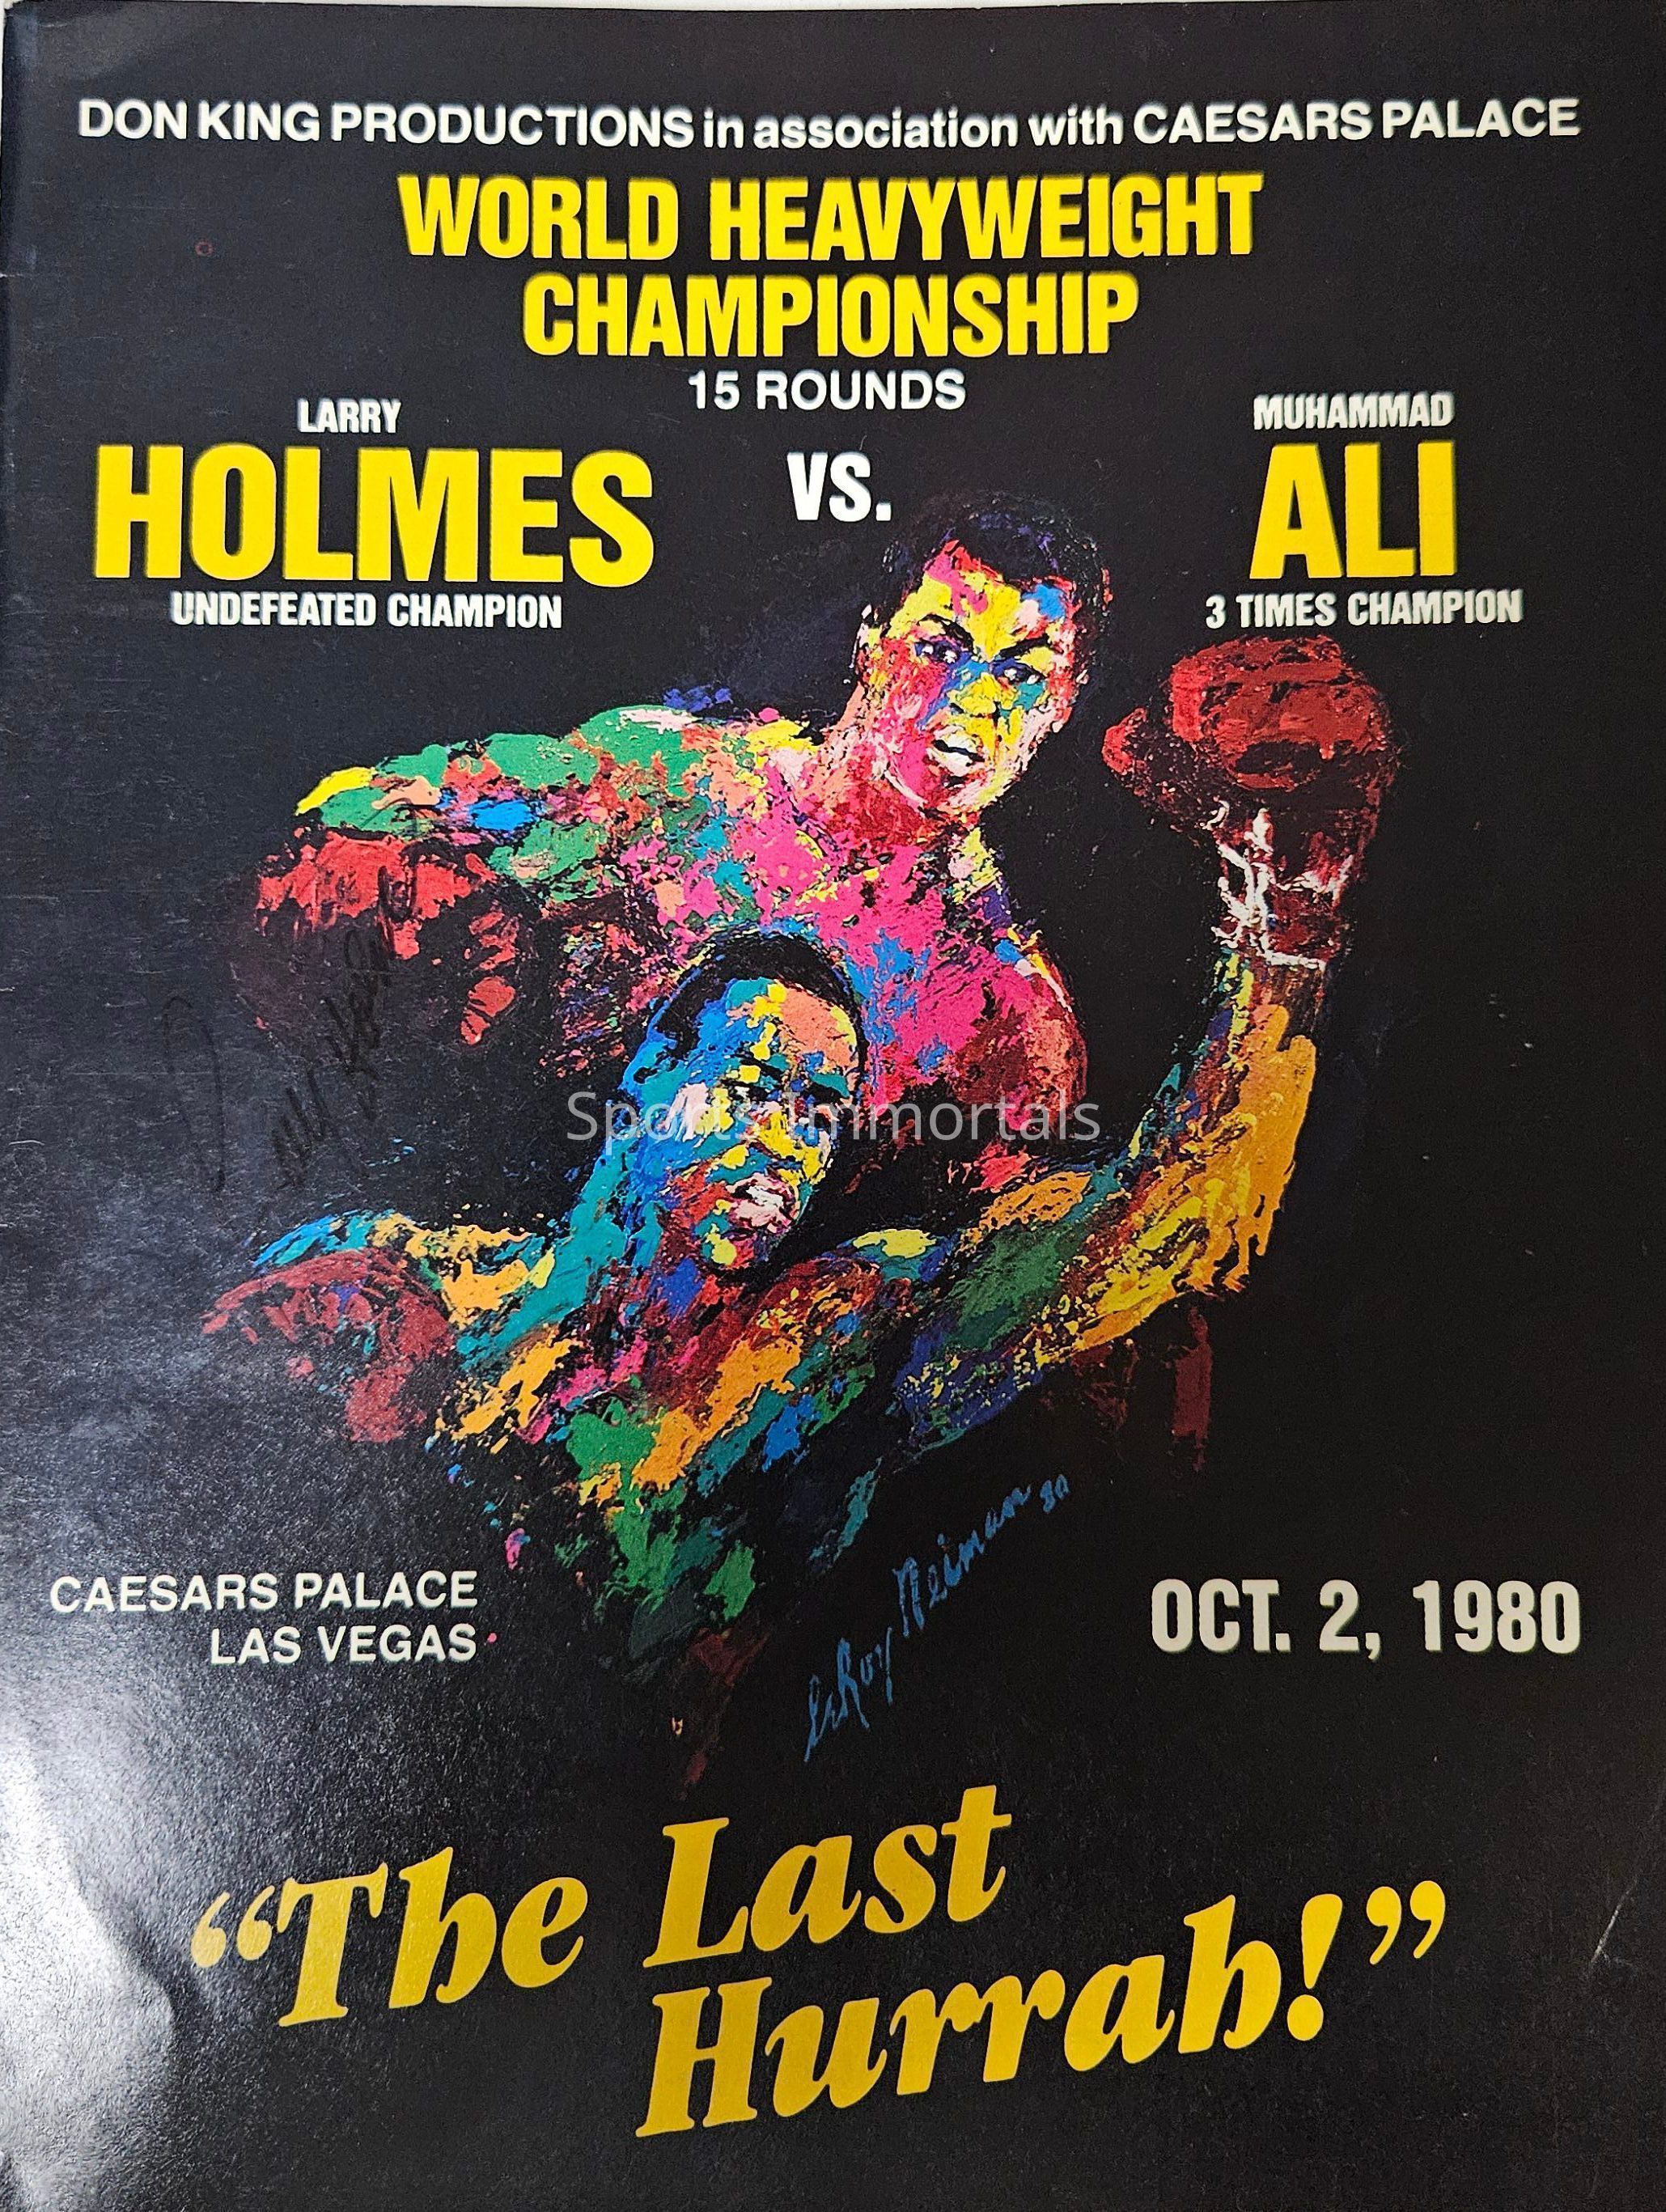 DON KING PRODUCTIONS in association with CAESARS PALACE
WORLD HEAVYWEIGHT
CHAMPIONSHIP
15 ROUNDS
LARRY
HOLMES
UNDEFEATED CHAMPION
VS.
MUHAMMAD
ALI
3 TIMES CHAMPION
Sports Immortals
LeRoy Neiman 80
CAESARS PALACE
LAS VEGAS
OCT. 2, 1980
“The Last
Hurrah!”